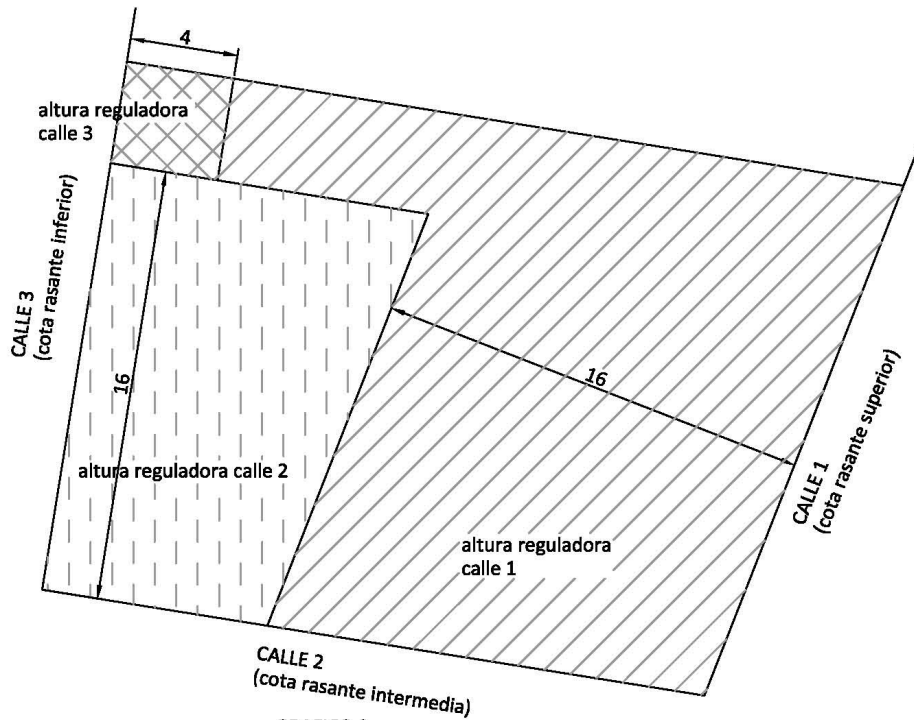 4
altura reguladora
calle 3
CALLE 3
(cota rasante inferior)
16
16
altura reguladora calle 2
altura reguladora
calle 1
CALLE 1
(cota rasante superior)
CALLE 2
(cota rasante intermedia)